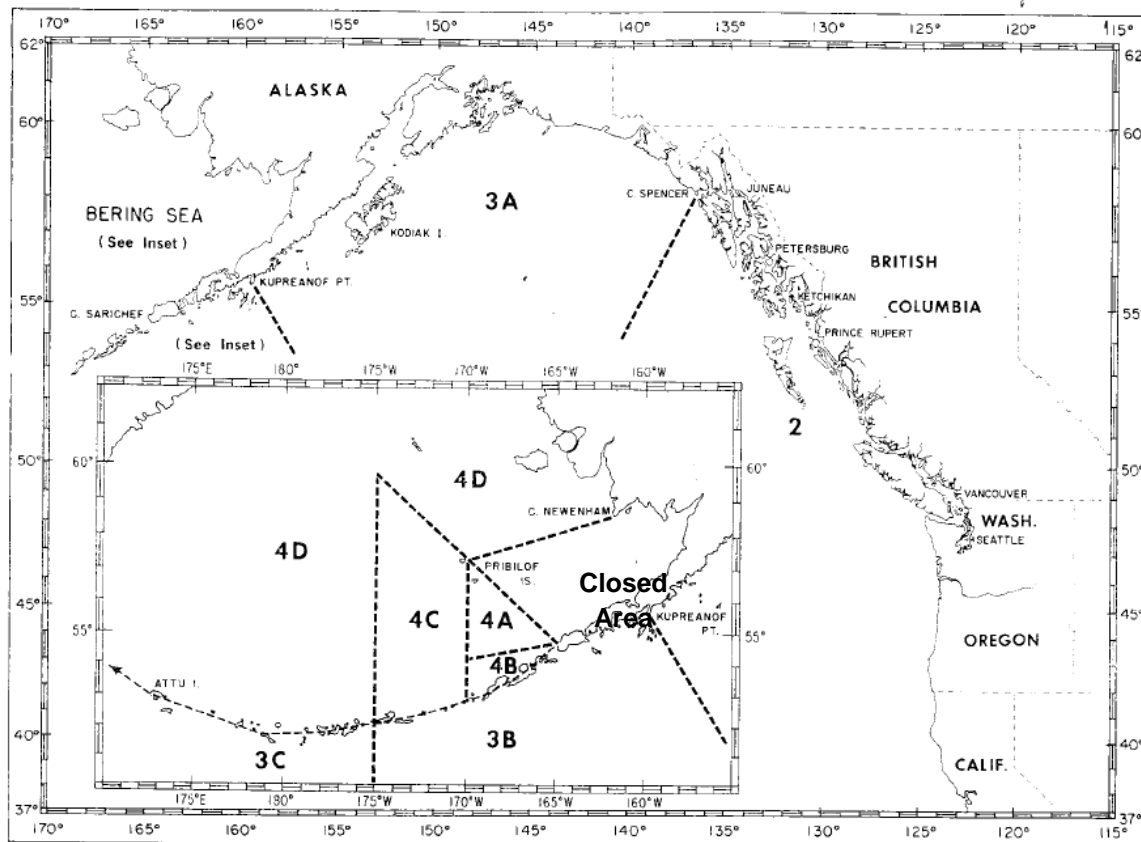 170° 165° 160° 155° 150° 145° 140° 135° 130° 125° 120° 115°
62° 62
ALASKA
60° 60°
3A
C. SPENCER
JUNEAU
BERING SEA
(See Inset)
KODIAK I.
PETERSBURG
BRITISH
KUPREANOF PT.
KETCHIKAN
COLUMBIA
55° 55°
C. SARICHEF
PRINCE RUPERT
(See Inset)
175°E 180° 175°W 170°W 165°W 160°W
2
50° 50°
60° 60°
4D
C. NEWENHAM
VANCOUVER
WASH.
SEATTLE
4D
PRIBILOF
IS.
Closed
Area
4C 4A
KUPREANOF
PT.
45° 45°
55° 55°
OREGON
4B
ATTU I.
40° 40°
3B
3C
CALIF.
175°E 180° 175°W 170°W 165°W 160°W
37° 37°
170° 165° 160° 155° 150° 145° 140° 135° 130° 125° 120° 115°